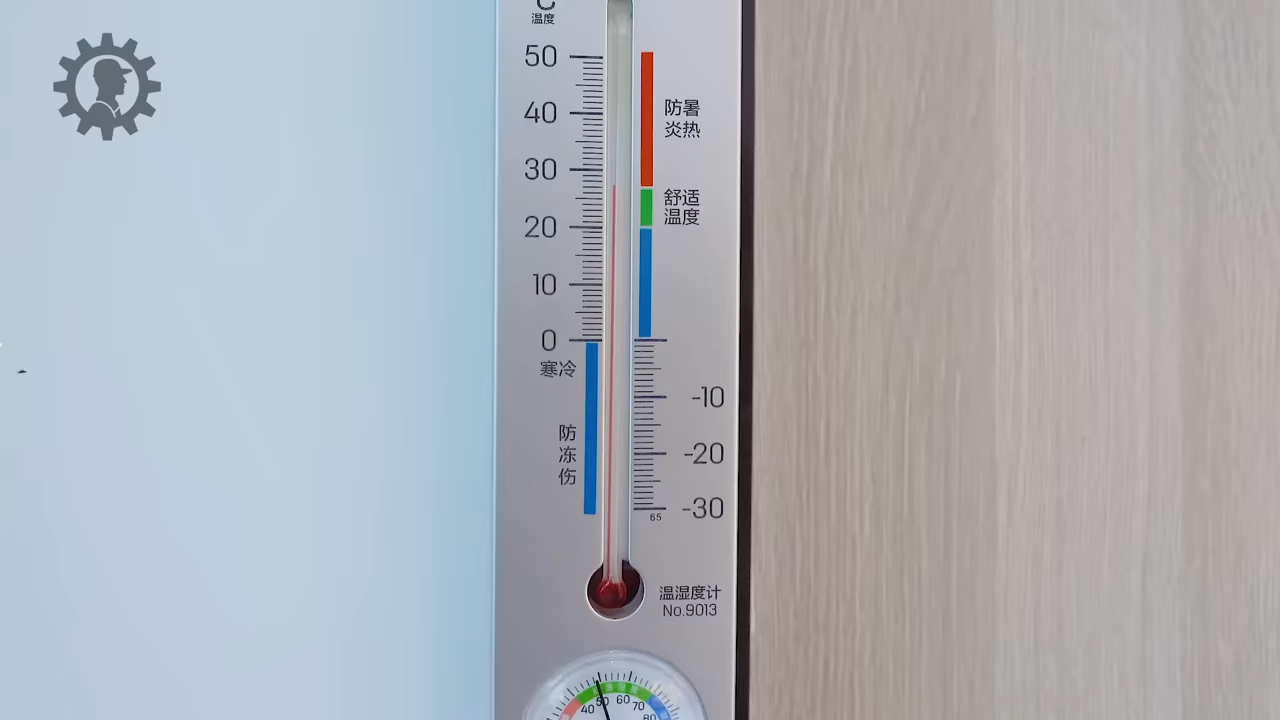 ℃
温度
50
40
30
20
10
0
防暑
炎热
舒适
温度
寒冷
防
冻
伤
-10
-20
-30
65
温湿度计
No.9013
40 50 60 70 80